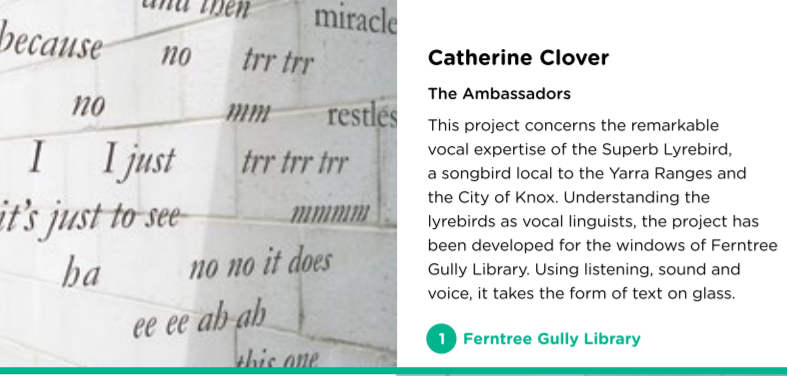 and then miracle
because no trr trr
no mm restles
I I just trr trr trr
it's just to see mmmm
ha no no it does
ee ee ah ah
this one
Catherine Clover
The Ambassadors
This project concerns the remarkable
vocal expertise of the Superb Lyrebird,
a songbird local to the Yarra Ranges and
the City of Knox. Understanding the
lyrebirds as vocal linguists, the project has
been developed for the windows of Ferntree
Gully Library. Using listening, sound and
voice, it takes the form of text on glass.
1 Ferntree Gully Library